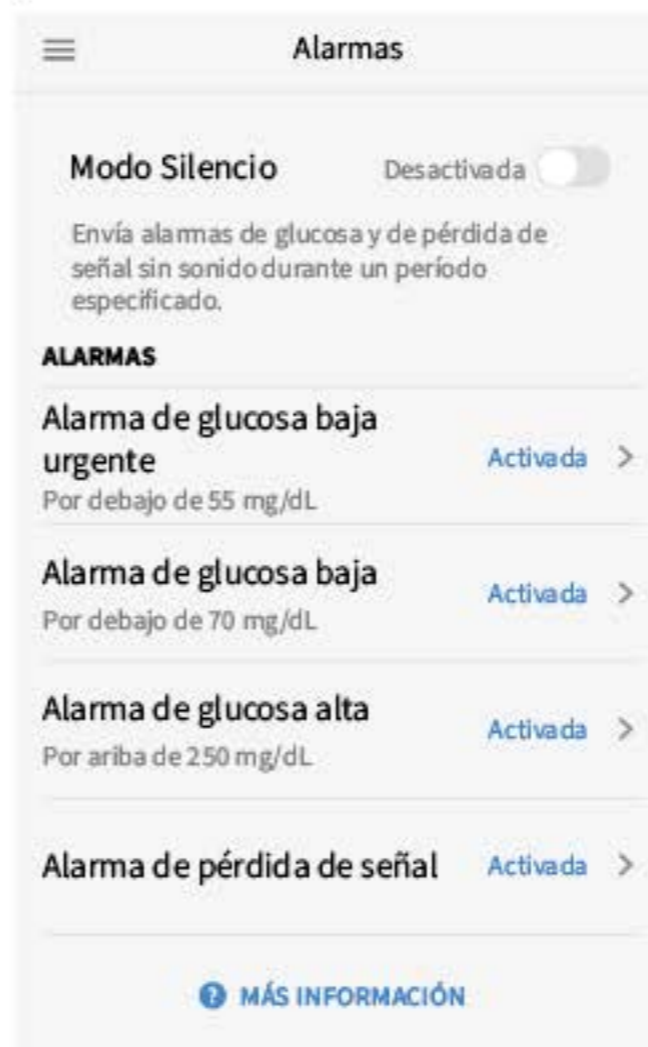 Alarmas
Modo Silencio Desactivada
Envía alarmas de glucosa y de pérdida de
señal sin sonido durante un período
especificado.
ALARMAS
Alarma de glucosa baja
urgente Activada
Por debajo de 55 mg/dL
Alarma de glucosa baja
Activada
Por debajo de 70 mg/dL
Alarma de glucosa alta
Activada
Por ariba de 250 mg/dL
Alarma de pérdida de señal Activada
MÁS INFORMACIÓN